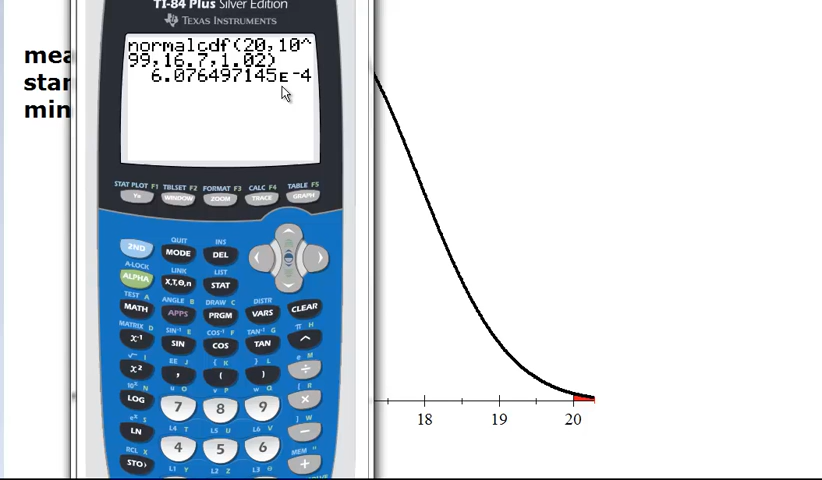 TI-84 Plus Silver Edition
TEXAS INSTRUMENTS
mea
star
min
normalcdf(20,10^
99,16.7,1.02)
6.076497145ᴇ-4
STAT PLOT F1 TBLSET F2 FORMAT F3 CALC F4 TABLE F5
Y= WINDOW ZOOM TRACE GRAPH
QUIT INS
2ND MODE DEL
A-LOCK LINK LIST
ALPHA X,T,Θ,n STAT
TEST A ANGLE B DRAW C DISTR
MATH APPS PRGM VARS CLEAR
MATRIX D SIN⁻¹ E COS⁻¹ F TAN⁻¹ G π H
x⁻¹ SIN COS TAN ^
√ I EE J { K } L e M
x² , ( ) ÷
10ˣ N u O v P w Q [ R
LOG 7 8 9 ×
eˣ S L4 T L5 U L6 V ] W
LN 4 5 6 −
RCL X L1 Y L2 Z L3 θ MEM "
STO› +
18 19 20